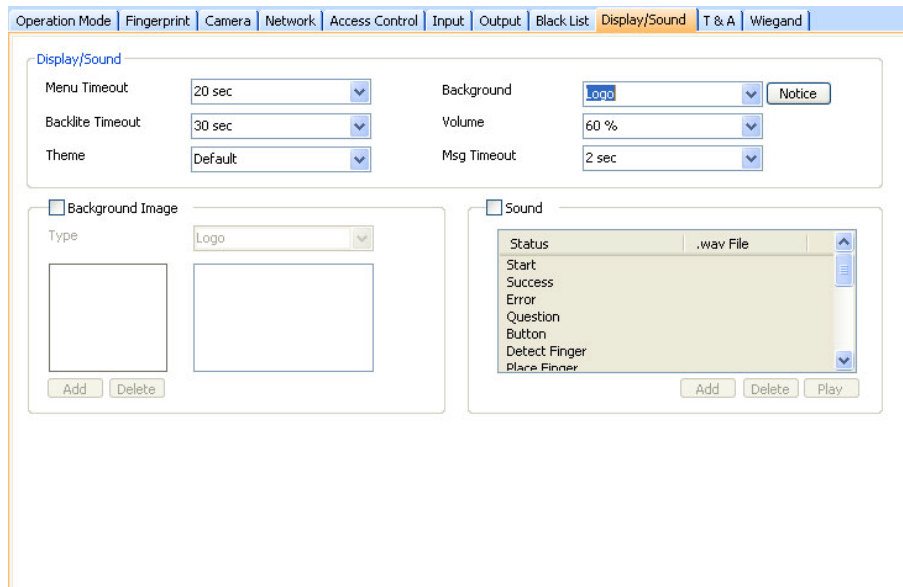 Operation Mode Fingerprint Camera Network Access Control Input Output Black List Display/Sound T & A Wiegand
Display/Sound
Menu Timeout 20 sec Background Logo Notice
Backlite Timeout 30 sec Volume 60 %
Theme Default Msg Timeout 2 sec
Background Image
Type Logo
Add Delete
Sound
Status .wav File
Start
Success
Error
Question
Button
Detect Finger
Place Finger
Add Delete Play